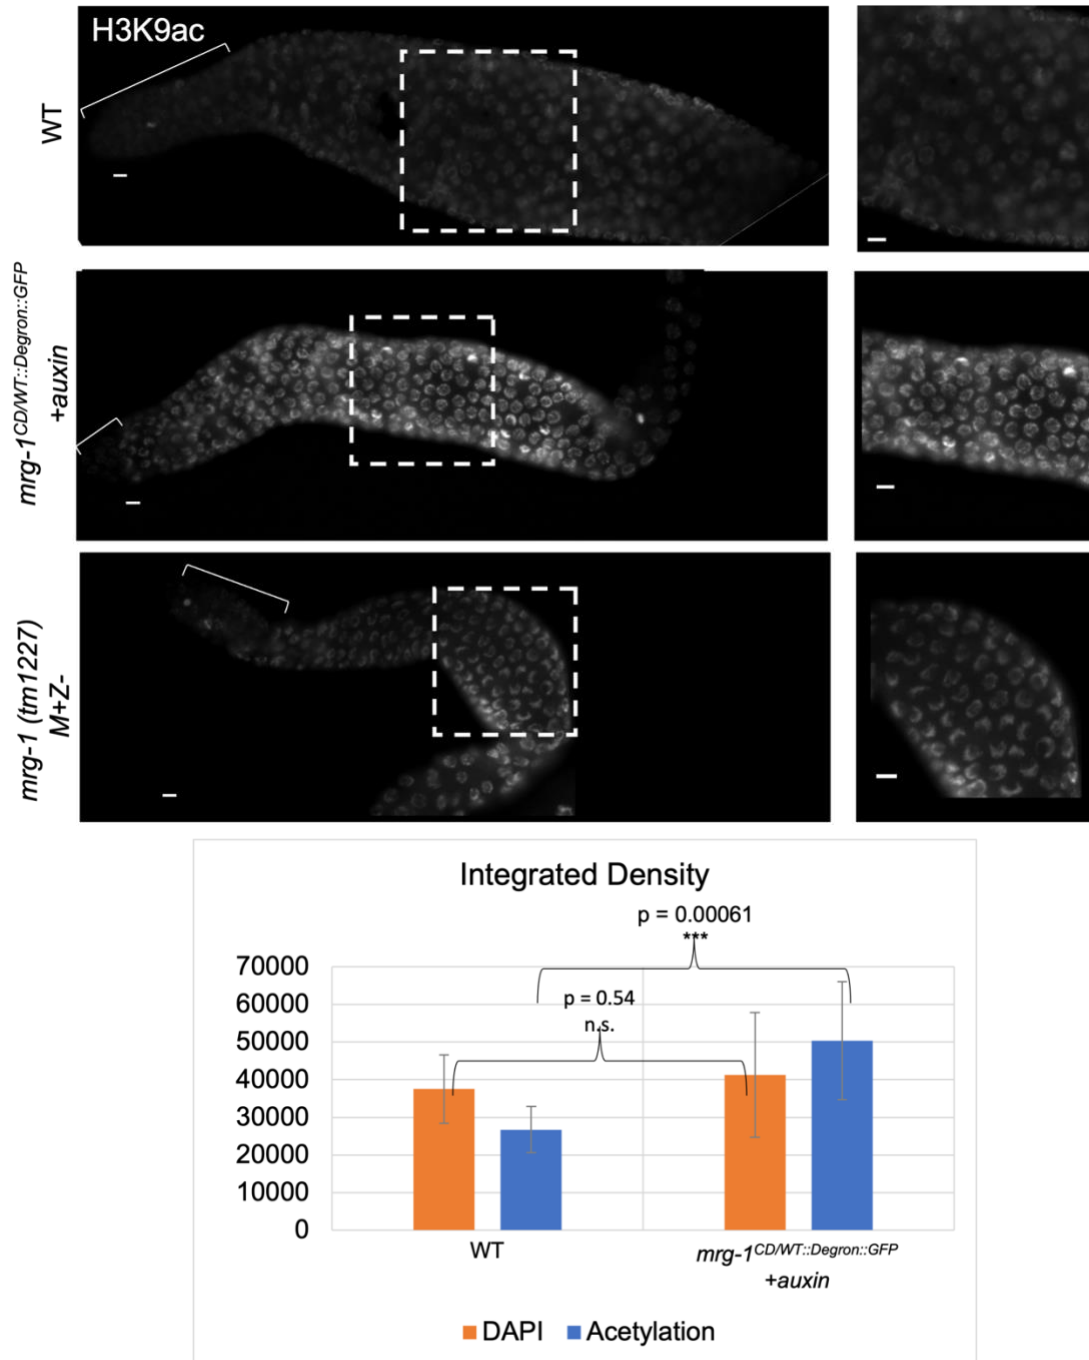 H3K9ac
WT
mrg-1CD/WT::Degron::GFP
+auxin
mrg-1 (tm1227)
M+Z-
Integrated Density
p = 0.00061
***
p = 0.54
n.s.
70000
60000
50000
40000
30000
20000
10000
0
WT
mrg-1CD/WT::Degron::GFP
+auxin
DAPI Acetylation